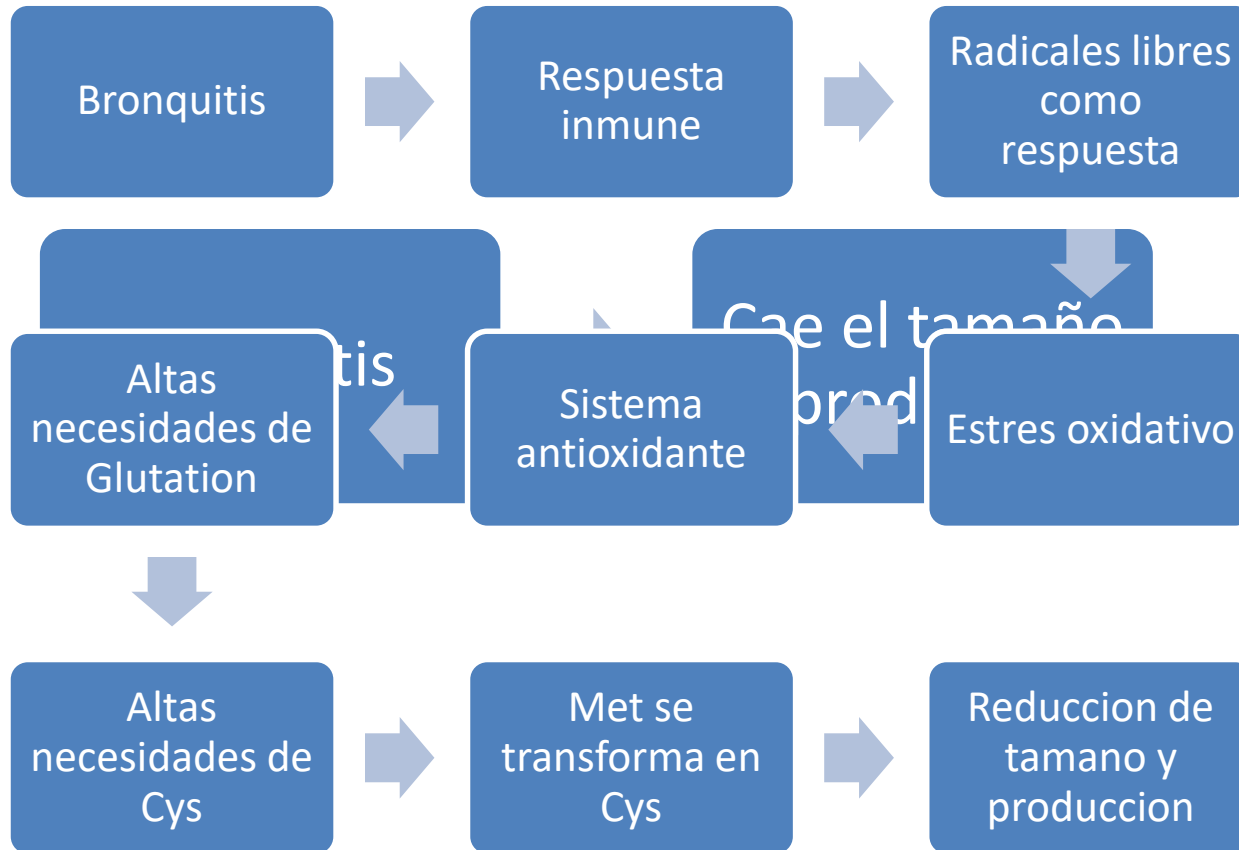 Bronquitis
Respuesta
inmune
Radicales libres
como
respuesta
tis
Cae el tamaño
prod
Altas
necesidades de
Glutation
Sistema
antioxidante
Estres oxidativo
Altas
necesidades de
Cys
Met se
transforma en
Cys
Reduccion de
tamano y
produccion